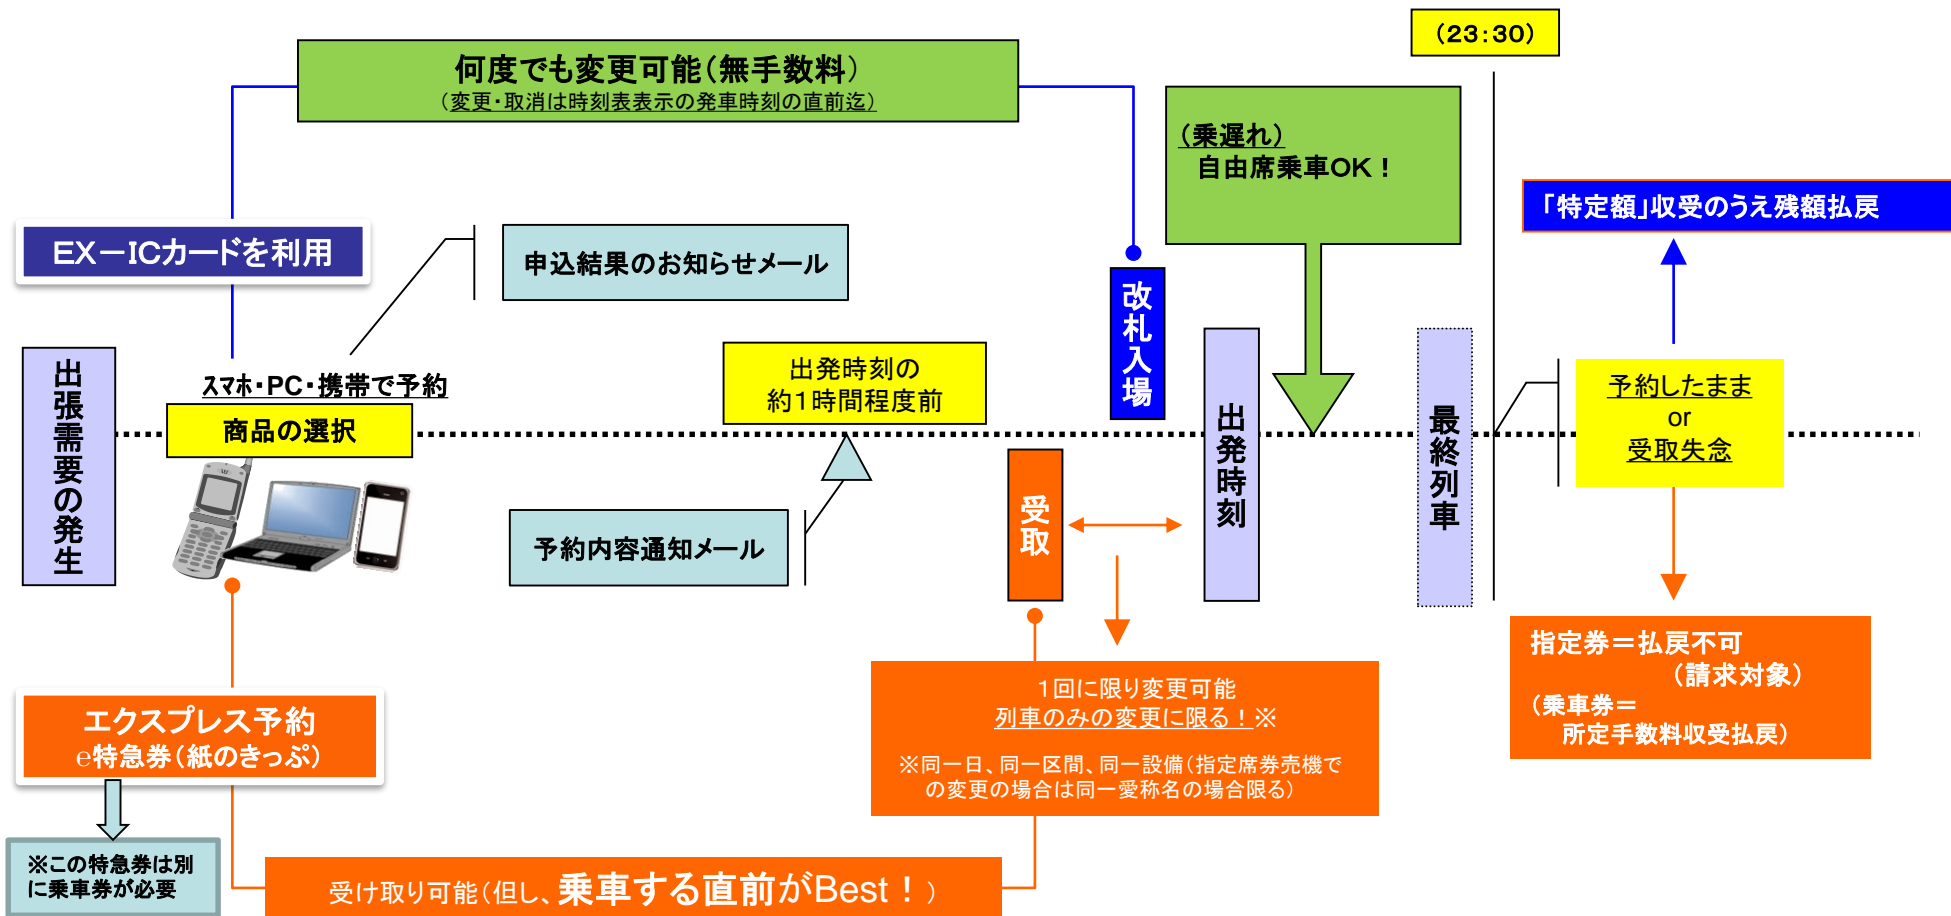 (23:30)
何度でも変更可能(無手数料)
(変更・取消は時刻表表示の発車時刻の直前迄)
(乗遅れ)
自由席乗車OK！
「特定額」収受のうえ残額払戻
EX－ICカードを利用
申込結果のお知らせメール
改札入場
出張需要の発生
スマホ・PC・携帯で予約
商品の選択
出発時刻の
約1時間程度前
出発時刻
最終列車
予約したまま
or
受取失念
受取
予約内容通知メール
指定券＝払戻不可
(請求対象)
(乗車券＝
所定手数料収受払戻)
エクスプレス予約
e特急券(紙のきっぷ)
1回に限り変更可能
列車のみの変更に限る！※
※同一日、同一区間、同一設備(指定席券売機で
の変更の場合は同一愛称名の場合限る)
※この特急券は別
に乗車券が必要
受け取り可能(但し、乗車する直前がBest！)